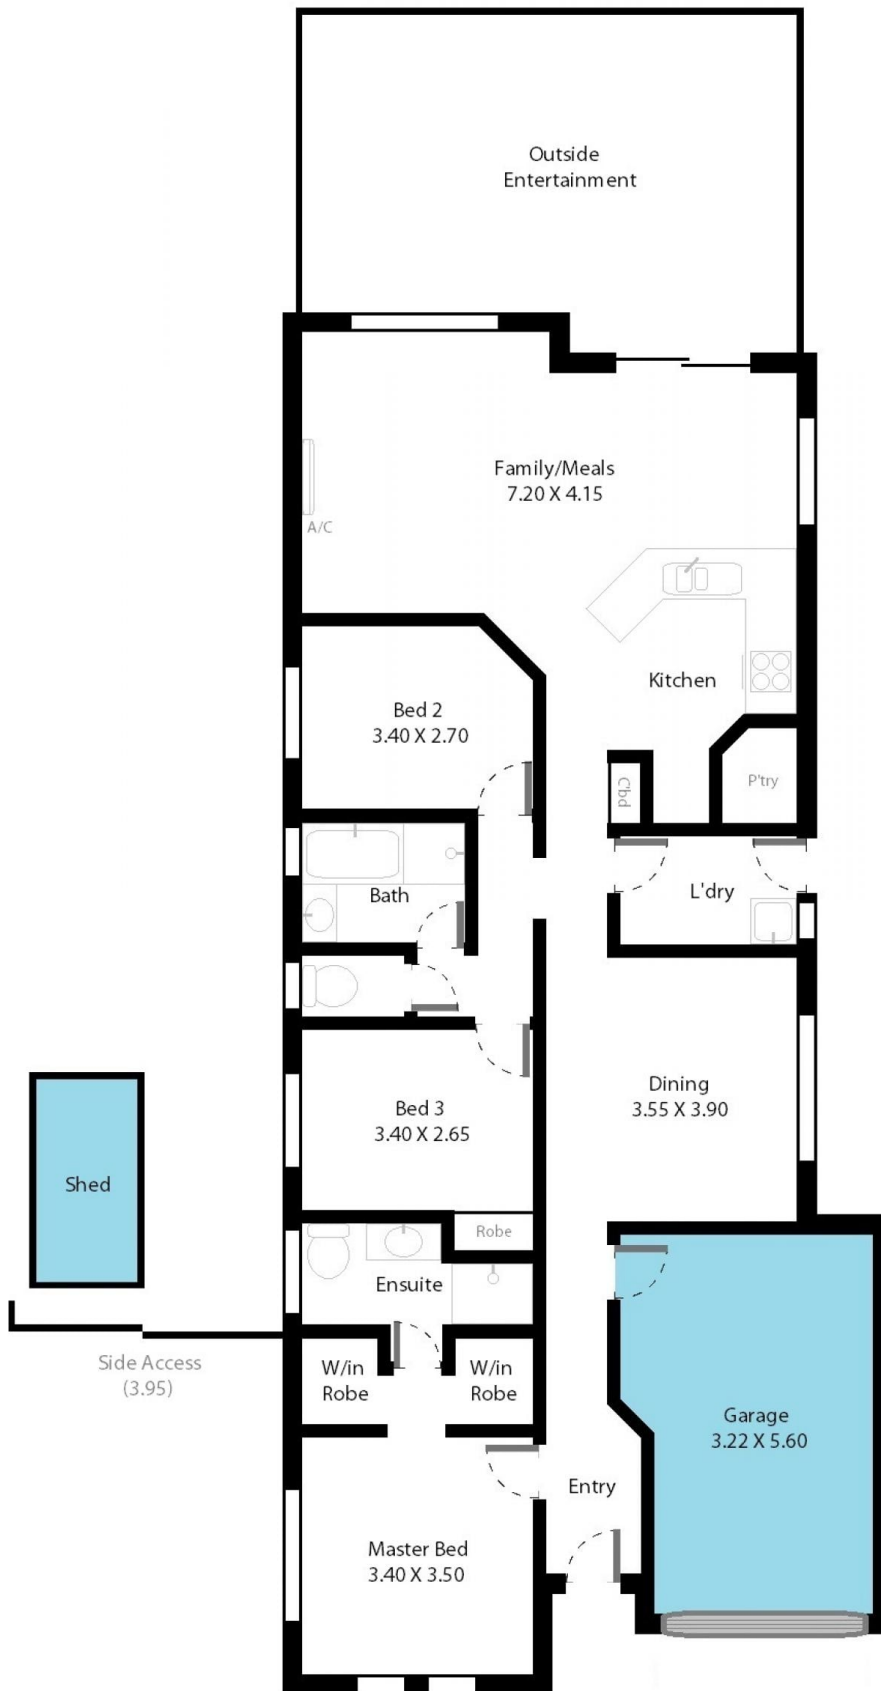 Outside
Entertainment
Family/Meals
7.20 X 4.15
A/C
Kitchen
Bed 2
3.40 X 2.70
C'bd
P'try
Bath
L'dry
Dining
3.55 X 3.90
Bed 3
3.40 X 2.65
Shed
Robe
Ensuite
Side Access
(3.95)
W/in
Robe
W/in
Robe
Garage
3.22 X 5.60
Entry
Master Bed
3.40 X 3.50